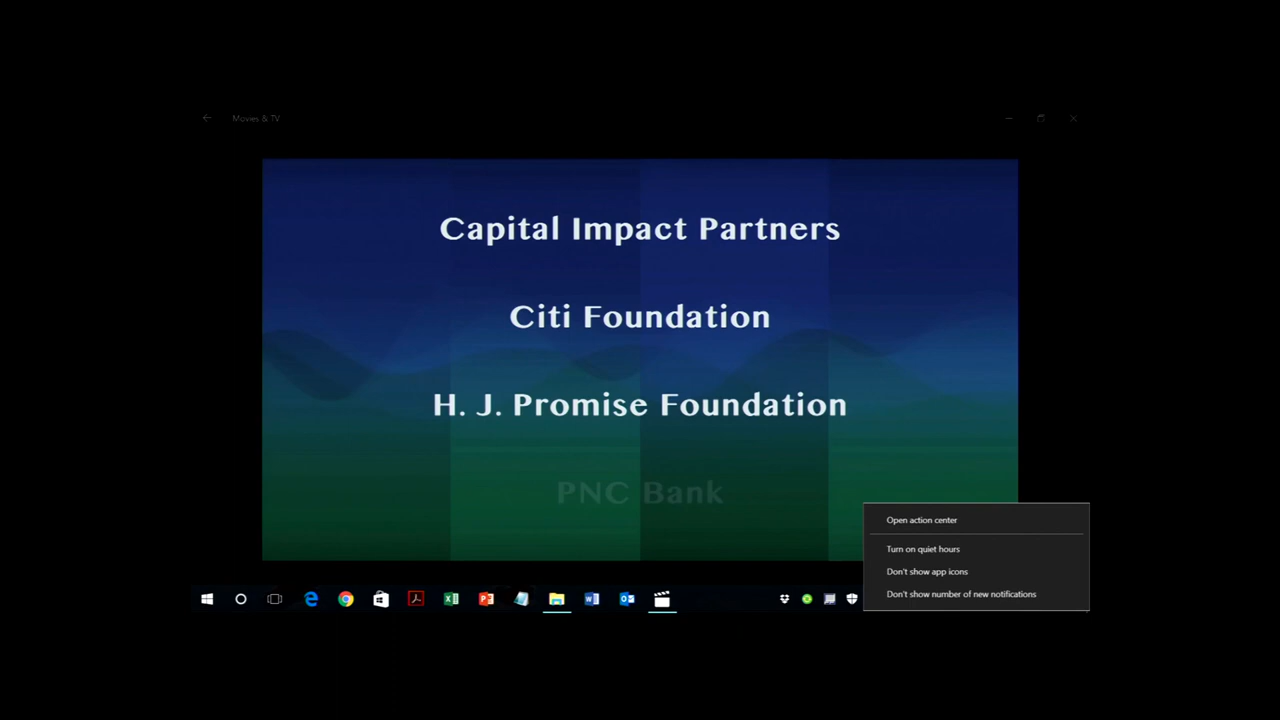 Movies & TV
Capital Impact Partners
Citi Foundation
H. J. Promise Foundation
PNC Bank
Open action center
Turn on quiet hours
Don't show app icons
Don't show number of new notifications